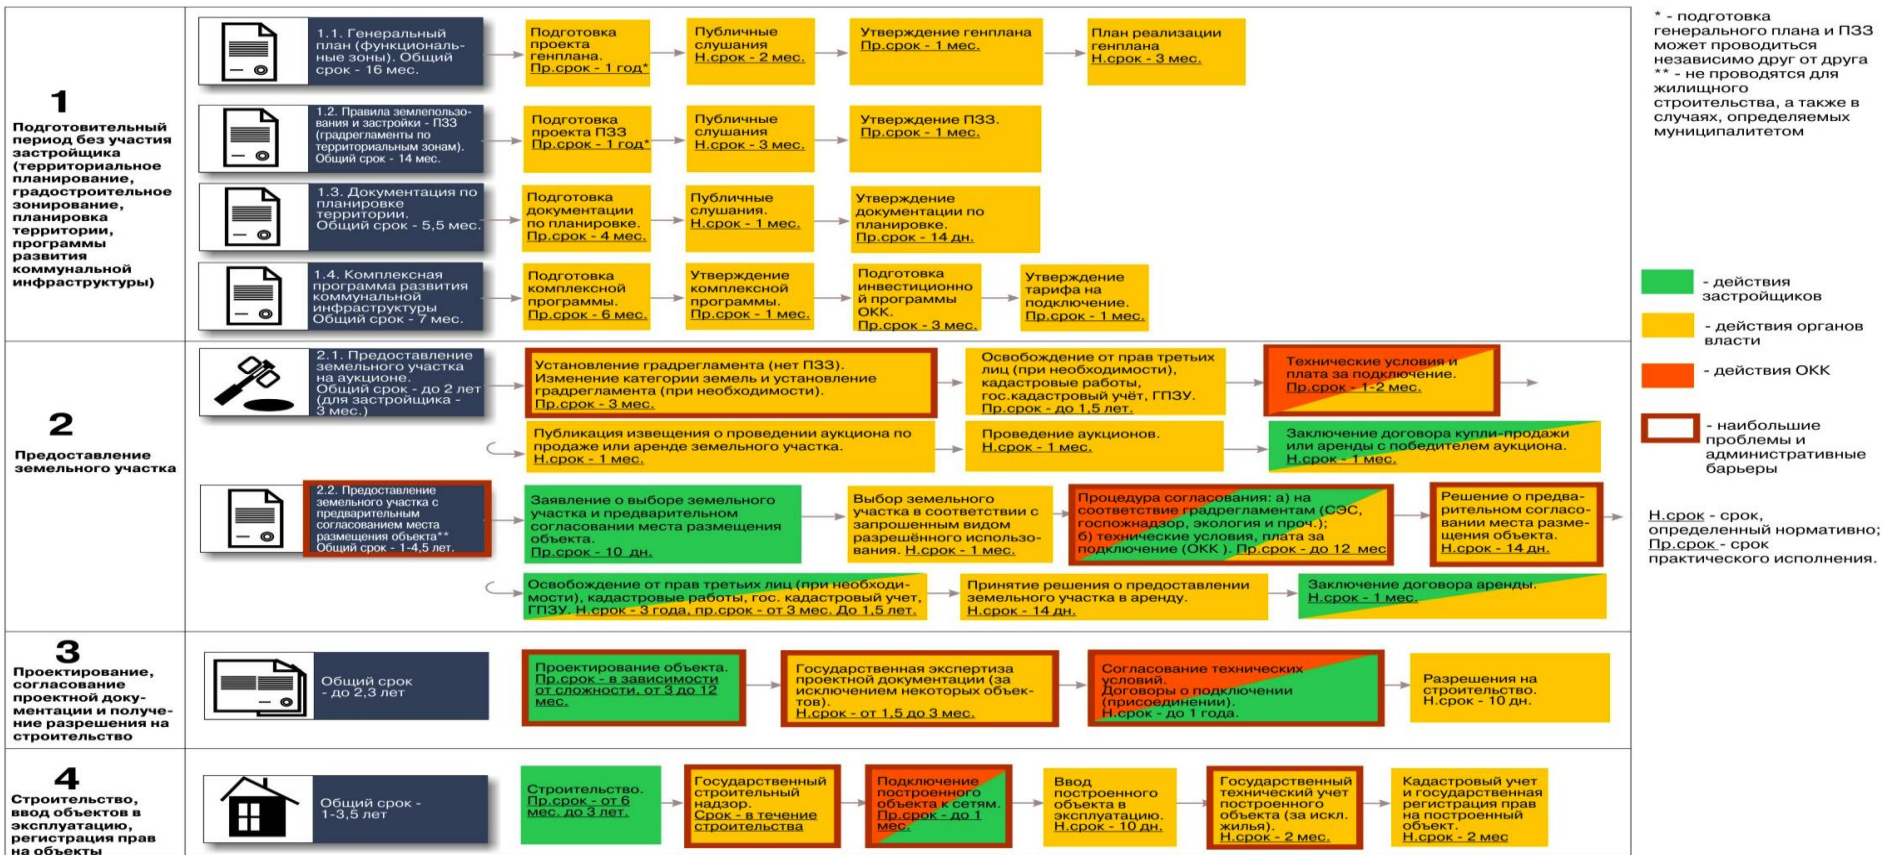 1
Подготовительный
период без участия
застройщика
(территориальное
планирование,
градостроительное
зонирование,
планировка
территории,
программы
развития
коммунальной
инфраструктуры)
1.1. Генеральный
план (функциональ-
ные зоны). Общий
срок - 16 мес.
Подготовка
проекта
генплана.
Пр.срок - 1 год*
Публичные
слушания
Н.срок - 2 мес.
Утверждение генплана
Пр.срок - 1 мес.
План реализации
генплана
Н.срок - 3 мес.
1.2. Правила землепользо-
вания и застройки - ПЗЗ
(градрегламенты по
территориальным зонам).
Общий срок - 14 мес.
Подготовка
проекта ПЗЗ
Пр.срок - 1 год*
Публичные
слушания
Н.срок - 3 мес.
Утверждение ПЗЗ.
Пр.срок - 1 мес.
1.3. Документация по
планировке
территории.
Общий срок - 5,5 мес.
Подготовка
документации
по планировке.
Пр.срок - 4 мес.
Публичные
слушания.
Н.срок - 1 мес.
Утверждение
документации по
планировке.
Пр.срок - 14 дн.
1.4. Комплексная
программа развития
коммунальной
инфраструктуры
Общий срок - 7 мес.
Подготовка
комплексной
программы.
Пр.срок - 6 мес.
Утверждение
комплексной
программы.
Пр.срок - 1 мес.
Подготовка
инвестиционно
й программы
ОКК.
Пр.срок - 3 мес.
Утверждение
тарифа на
подключение.
Пр.срок - 1 мес.
2
Предоставление
земельного участка
2.1. Предоставление
земельного участка
на аукционе.
Общий срок - до 2 лет
(для застройщика -
3 мес.)
Установление градрегламента (нет ПЗЗ).
Изменение категории земель и установление
градрегламента (при необходимости).
Пр.срок - 3 мес.
Освобождение от прав третьих
лиц (при необходимости),
кадастровые работы,
гос.кадастровый учёт, ГПЗУ.
Пр.срок - до 1,5 лет.
Технические условия и
плата за подключение.
Пр.срок - 1-2 мес.
Публикация извещения о проведении аукциона по
продаже или аренде земельного участка.
Н.срок - 1 мес.
Проведение аукционов.
Н.срок - 1 мес.
Заключение договора купли-продажи
или аренды с победителем аукциона.
Н.срок - 1 мес.
2.2. Предоставление
земельного участка с
предварительным
согласованием места
размещения объекта**
Общий срок - 1-4,5 лет.
Заявление о выборе земельного
участка и предварительном
согласовании места размещения
объекта.
Пр.срок - 10 дн.
Выбор земельного
участка в соответствии с
запрошенным видом
разрешённого использо-
вания. Н.срок - 1 мес.
Процедура согласования: а) на
соответствие градрегламентам (СЭС,
госпожнадзор, экология и проч.);
б) технические условия, плата за
подключение (ОКК ). Пр.срок - до 12 мес
Решение о предва-
рительном согласо-
вании места разме-
щения объекта.
Н.срок - 14 дн.
Освобождение от прав третьих лиц (при необходи-
мости), кадастровые работы, гос. кадастровый учет,
ГПЗУ. Н.срок - 3 года, пр.срок - от 3 мес. До 1,5 лет.
Принятие решения о предоставлении
земельного участка в аренду.
Н.срок - 14 дн.
Заключение договора аренды.
Н.срок - 1 мес.
3
Проектирование,
согласование
проектной доку-
ментации и получе-
ние разрешения на
строительство
Общий срок
- до 2,3 лет
Проектирование объекта.
Пр.срок - в зависимости
от сложности, от 3 до 12
мес.
Государственная экспертиза
проектной документации (за
исключением некоторых объек-
тов).
Н.срок - от 1,5 до 3 мес.
Согласование технических
условий.
Договоры о подключении
(присоединении).
Н.срок - до 1 года.
Разрешения на
строительство.
Н.срок - 10 дн.
4
Строительство,
ввод объектов в
эксплуатацию,
регистрация прав
на объекты
Общий срок -
1-3,5 лет
Строительство.
Пр.срок - от 6
мес. до 3 лет.
Государственный
строительный
надзор.
Срок - в течение
строительства
Подключение
построенного
объекта к сетям.
Пр.срок - до 1
мес.
Ввод
построенного
объекта в
эксплуатацию.
Н.срок - 10 дн.
Государственный
технический учет
построенного
объекта (за искл.
жилья).
Н.срок - 2 мес.
Кадастровый учет
и государственная
регистрация прав
на построенный
объект.
Н.срок - 2 мес
* - подготовка
генерального плана и ПЗЗ
может проводиться
независимо друг от друга
** - не проводятся для
жилищного
строительства, а также в
случаях, определяемых
муниципалитетом
- действия
застройщиков
- действия органов
власти
- действия ОКК
- наибольшие
проблемы и
административные
барьеры
Н.срок - срок,
определенный нормативно;
Пр.срок - срок
практического исполнения.